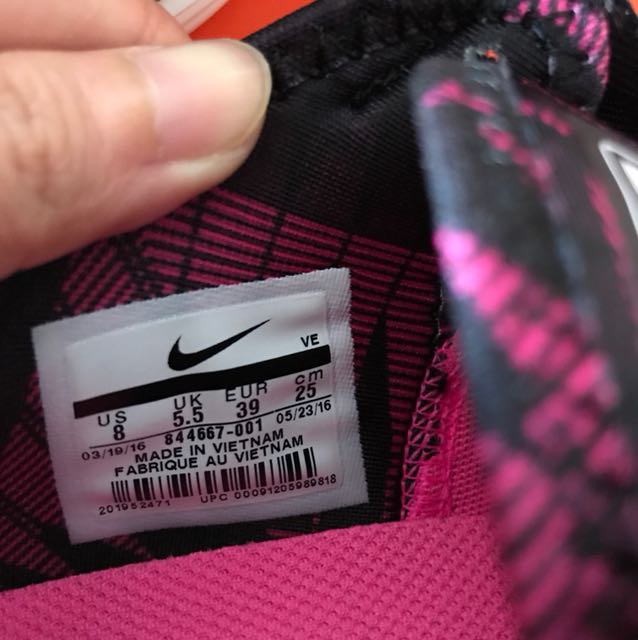 VE
US UK EUR cm
8 5.5 39 25
03/19/16 844667-001 05/23/16
MADE IN VIETNAM
FABRIQUE AU VIETNAM
201952471 UPC 00091205989818